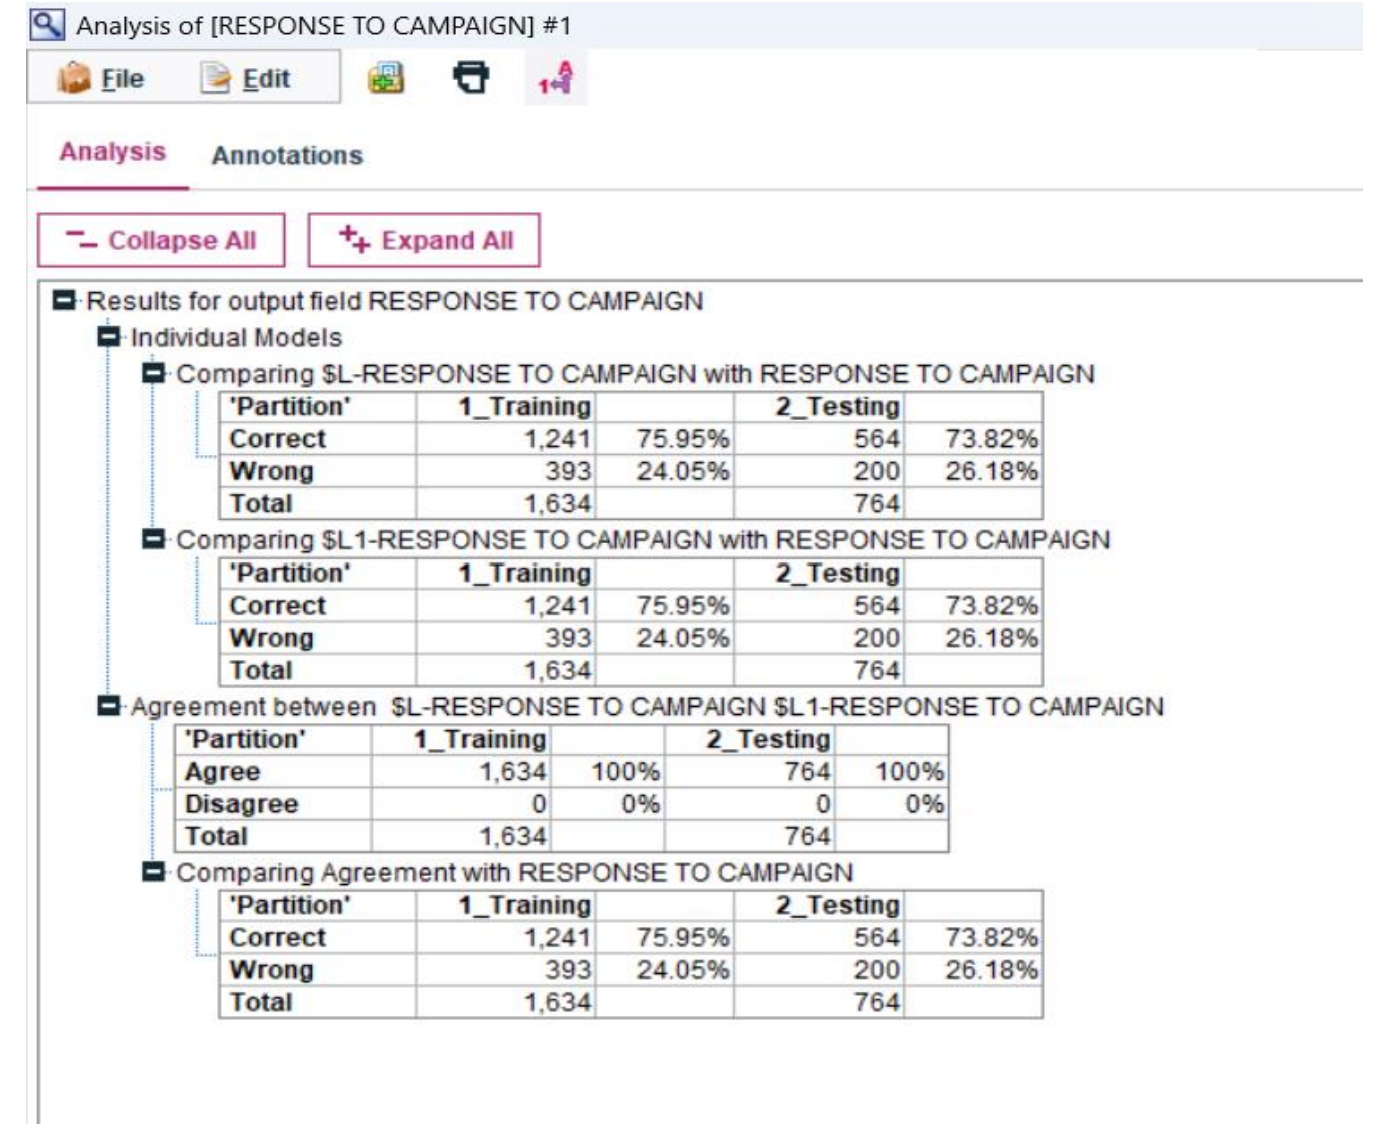 Analysis of [RESPONSE TO CAMPAIGN] #1
File Edit 1 A
Analysis Annotations
Collapse All Expand All
Results for output field RESPONSE TO CAMPAIGN
Individual Models
Comparing $L-RESPONSE TO CAMPAIGN with RESPONSE TO CAMPAIGN
'Partition' 1_Training 2_Testing
Correct 1,241 75.95% 564 73.82%
Wrong 393 24.05% 200 26.18%
Total 1,634 764
Comparing $L1-RESPONSE TO CAMPAIGN with RESPONSE TO CAMPAIGN
'Partition' 1_Training 2_Testing
Correct 1,241 75.95% 564 73.82%
Wrong 393 24.05% 200 26.18%
Total 1,634 764
Agreement between $L-RESPONSE TO CAMPAIGN $L1-RESPONSE TO CAMPAIGN
'Partition' 1_Training 2_Testing
Agree 1,634 100% 764 100%
Disagree 0 0% 0 0%
Total 1,634 764
Comparing Agreement with RESPONSE TO CAMPAIGN
'Partition' 1_Training 2_Testing
Correct 1,241 75.95% 564 73.82%
Wrong 393 24.05% 200 26.18%
Total 1,634 764